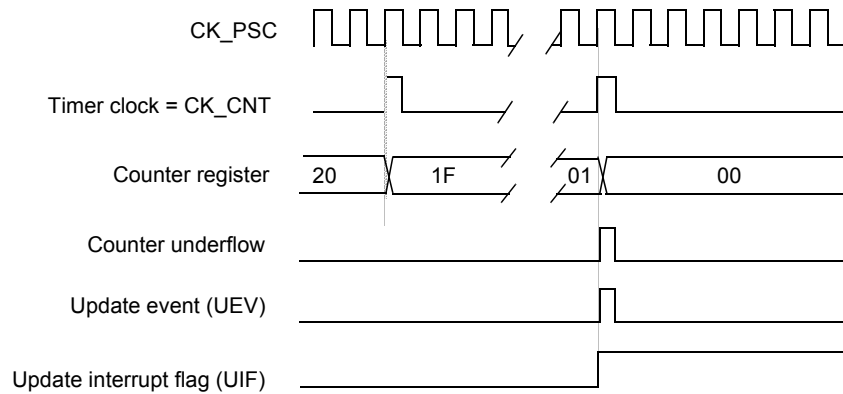 CK_PSC
Timer clock = CK_CNT
Counter register 20 1F 01 00
Counter underflow
Update event (UEV)
Update interrupt flag (UIF)